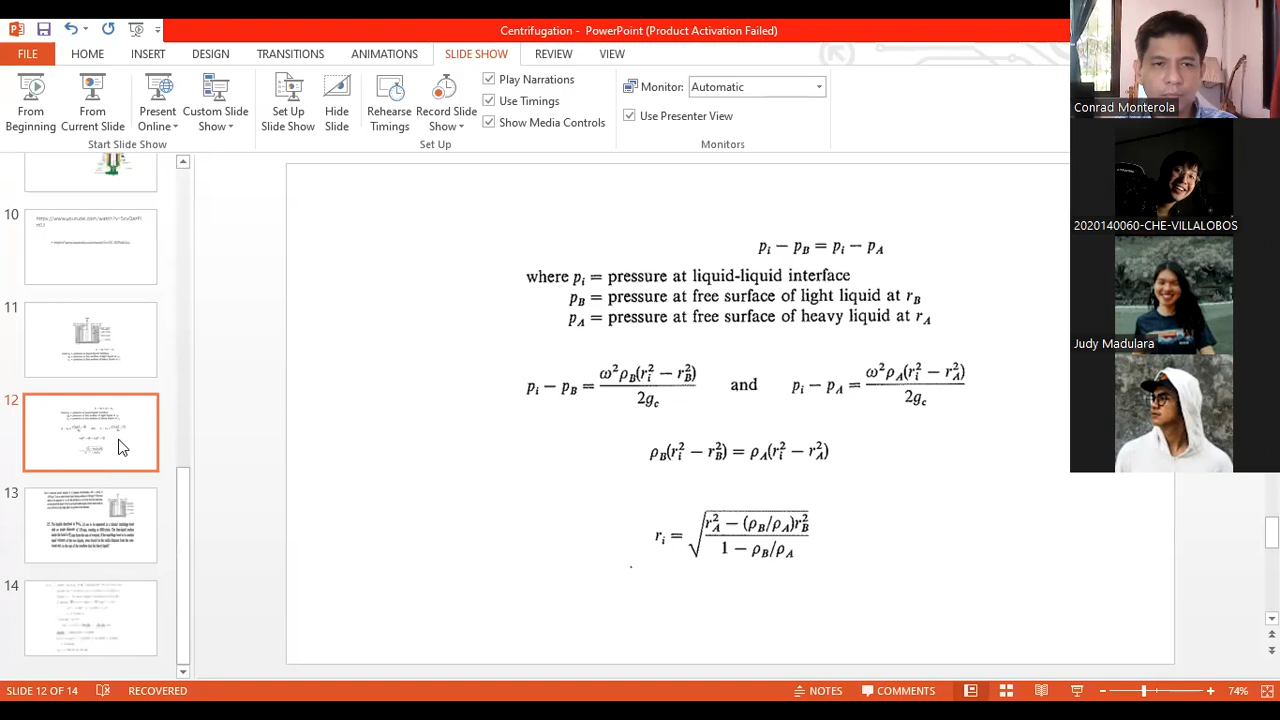 Centrifugation - PowerPoint (Product Activation Failed)
FILE HOME INSERT DESIGN TRANSITIONS ANIMATIONS SLIDE SHOW REVIEW VIEW
From Beginning
From Current Slide
Present Online
Custom Slide Show
Set Up Slide Show
Hide Slide
Rehearse Timings
Record Slide Show
Play Narrations
Use Timings
Show Media Controls
Monitor: Automatic
Use Presenter View
Start Slide Show
Set Up
Monitors
Conrad Monterola
2020140060-CHE-VILLALOBOS
Judy Madulara
10
11
12
13
14
p_i − p_B = p_i − p_A
where p_i = pressure at liquid-liquid interface
p_B = pressure at free surface of light liquid at r_B
p_A = pressure at free surface of heavy liquid at r_A
p_i − p_B = ω²ρ_B(r_i² − r_B²) / 2g_c and p_i − p_A = ω²ρ_A(r_i² − r_A²) / 2g_c
ρ_B(r_i² − r_B²) = ρ_A(r_i² − r_A²)
r_i = √((r_A² − (ρ_B/ρ_A)r_B²) / (1 − ρ_B/ρ_A))
SLIDE 12 OF 14 RECOVERED NOTES COMMENTS 74%